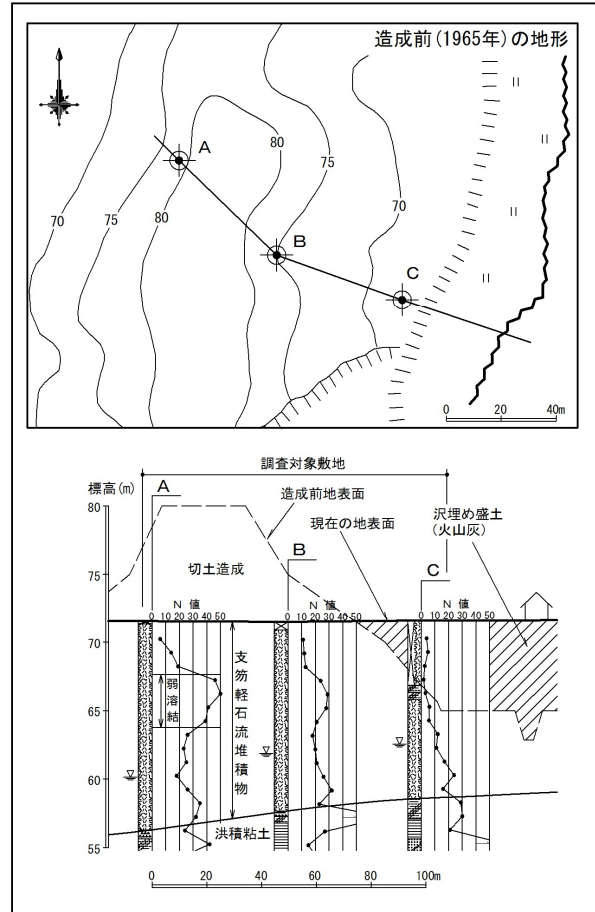 造成前(1965年)の地形
A
80
80
75
75
70
70
B
C
0 20 40m
調査対象敷地
標高(m)
A
造成前地表面
現在の地表面
沢埋め盛土
(火山灰)
80
切土造成
B
C
75
N 値
N 値
N 値
0 10 20 30 40 50
0 10 20 30 40 50
0 10 20 30 40 50
70
弱溶結
支笏軽石流堆積物
65
60
洪積粘土
55
0 20 40 60 80 100m